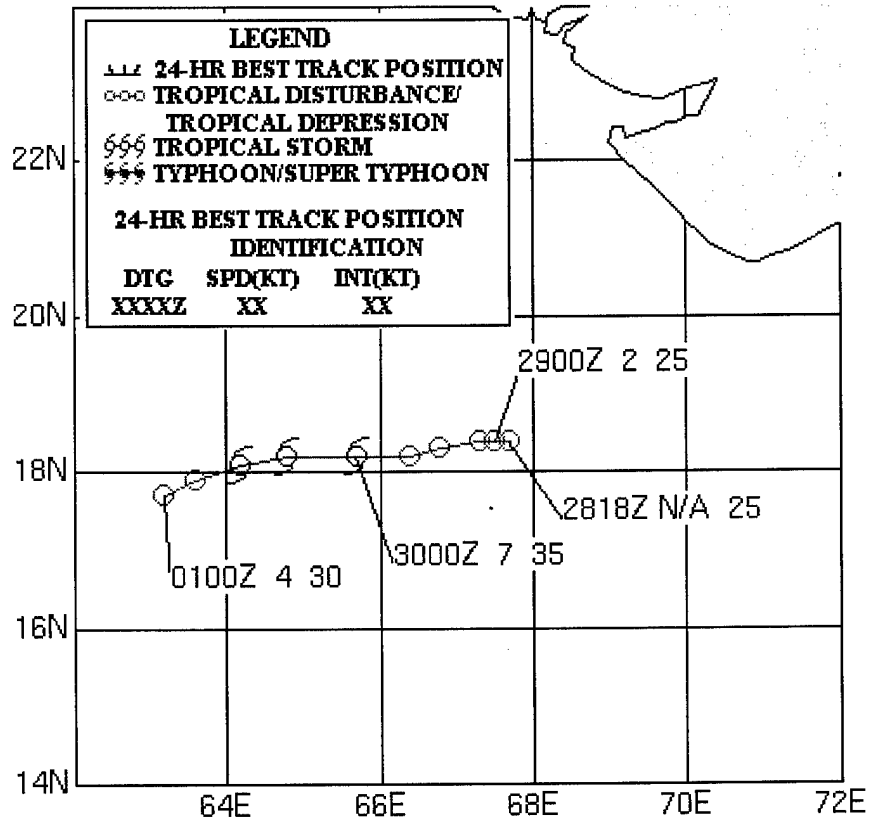 LEGEND
24-HR BEST TRACK POSITION
TROPICAL DISTURBANCE/
TROPICAL DEPRESSION
TROPICAL STORM
TYPHOON/SUPER TYPHOON
24-HR BEST TRACK POSITION
IDENTIFICATION
DTG SPD(KT) INT(KT)
XXXXZ XX XX
22N
20N
18N
16N
14N
2900Z 2 25
2818Z N/A 25
3000Z 7 35
0100Z 4 30
64E 66E 68E 70E 72E